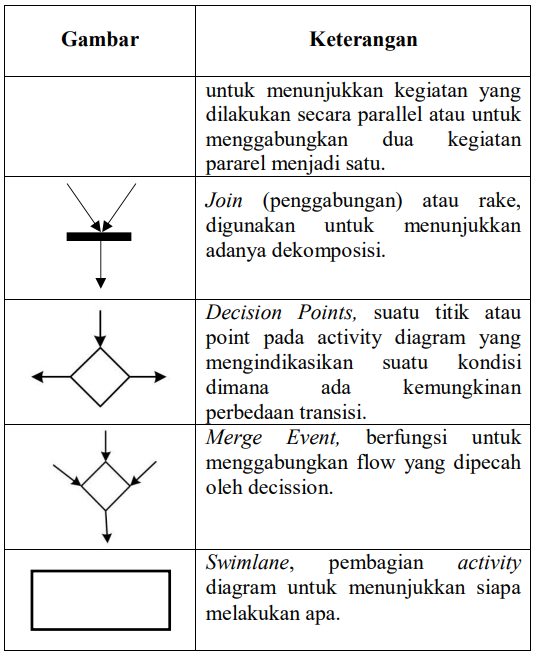 Gambar
Keterangan
untuk menunjukkan kegiatan yang
dilakukan secara parallel atau untuk
menggabungkan dua kegiatan
pararel menjadi satu.
Join (penggabungan) atau rake,
digunakan untuk menunjukkan
adanya dekomposisi.
Decision Points, suatu titik atau
point pada activity diagram yang
mengindikasikan suatu kondisi
dimana ada kemungkinan
perbedaan transisi.
Merge Event, berfungsi untuk
menggabungkan flow yang dipecah
oleh decission.
Swimlane, pembagian activity
diagram untuk menunjukkan siapa
melakukan apa.